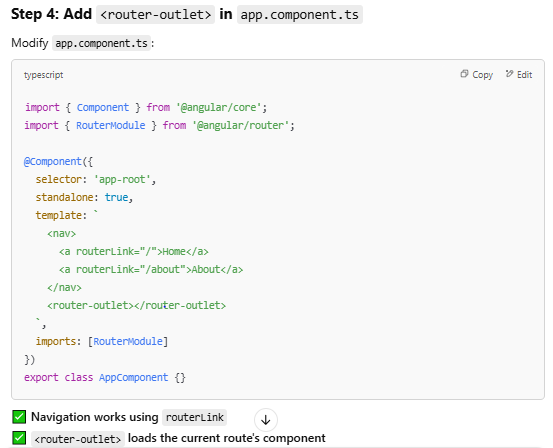 Step 4: Add <router-outlet> in app.component.ts
Modify app.component.ts:
typescript Copy Edit
import { Component } from '@angular/core';
import { RouterModule } from '@angular/router';
@Component({
  selector: 'app-root',
  standalone: true,
  template: `
    <nav>
      <a routerLink="/">Home</a>
      <a routerLink="/about">About</a>
    </nav>
    <router-outlet></router-outlet>
  `,
  imports: [RouterModule]
})
export class AppComponent {}
✅ Navigation works using routerLink
✅ <router-outlet> loads the current route's component